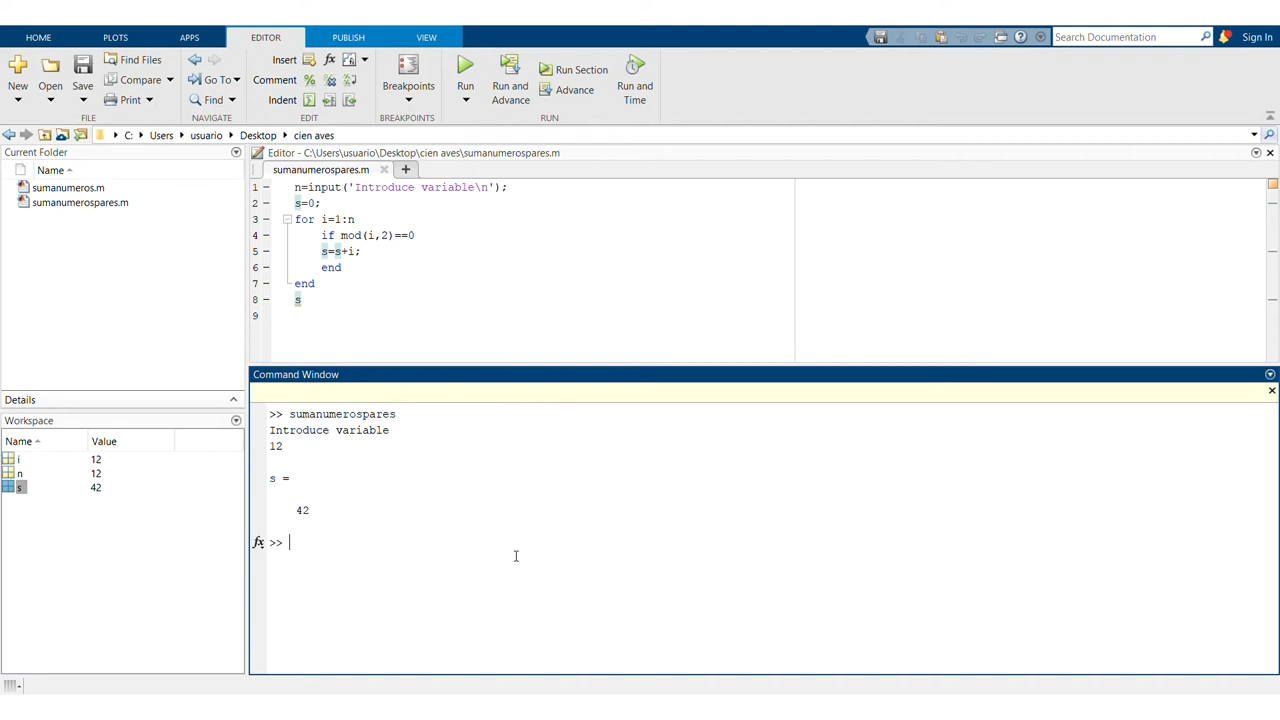 HOME PLOTS APPS EDITOR PUBLISH VIEW Search Documentation Sign In
New Open Save Find Files Compare Print Go To Find Insert fx Comment % Indent Breakpoints Run Run and Advance Run Section Advance Run and Time
FILE NAVIGATE EDIT BREAKPOINTS RUN
C: Users usuario Desktop cien aves
Current Folder
Name
sumanumeros.m
sumanumerospares.m
Details
Workspace
Name Value
i 12
n 12
s 42
Editor - C:\Users\usuario\Desktop\cien aves\sumanumerospares.m
sumanumerospares.m
1 n=input('Introduce variable\n');
2 s=0;
3 for i=1:n
4 if mod(i,2)==0
5 s=s+i;
6 end
7 end
8 s
9
Command Window
>> sumanumerospares
Introduce variable
12
s =
42
fx >>